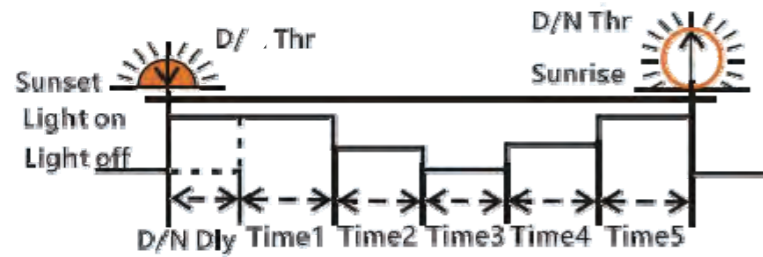 D/ . Thr
D/N Thr
Sunset
Sunrise
Light on
Light off
D/N Dly Time1 Time2 Time3 Time4 Time5